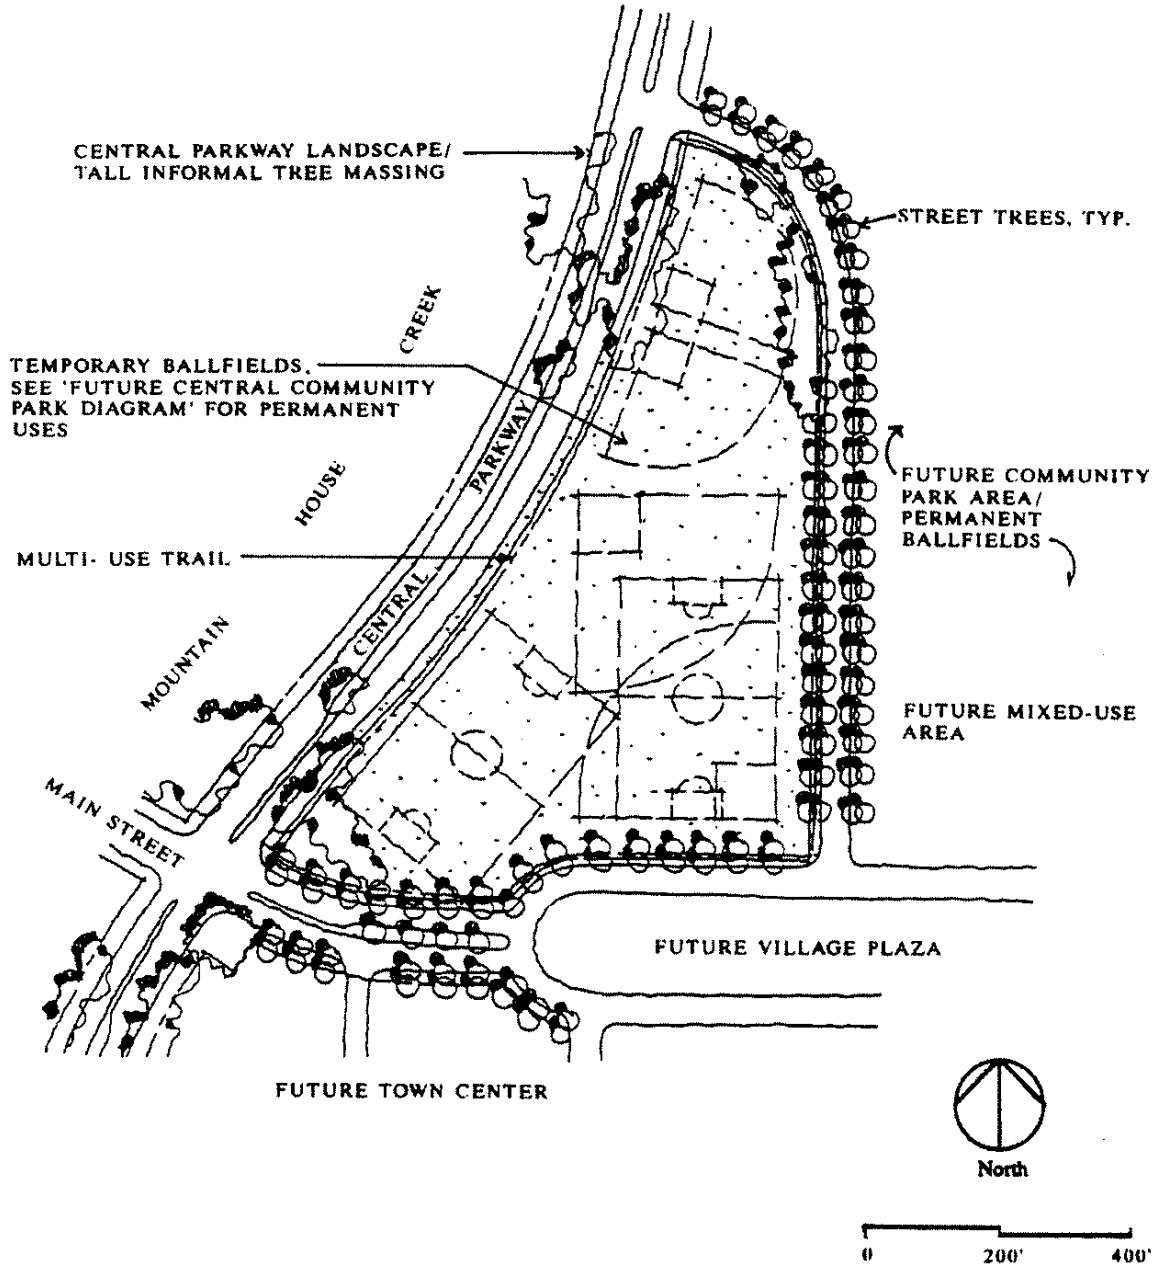 CENTRAL PARKWAY LANDSCAPE/
TALL INFORMAL TREE MASSING
STREET TREES, TYP.
CREEK
TEMPORARY BALLFIELDS,
SEE 'FUTURE CENTRAL COMMUNITY
PARK DIAGRAM' FOR PERMANENT
USES
PARKWAY
HOUSE
FUTURE COMMUNITY
PARK AREA/
PERMANENT
BALLFIELDS
MULTI- USE TRAIL
CENTRAL
MOUNTAIN
FUTURE MIXED-USE
AREA
MAIN STREET
FUTURE VILLAGE PLAZA
FUTURE TOWN CENTER
North
0 200' 400'